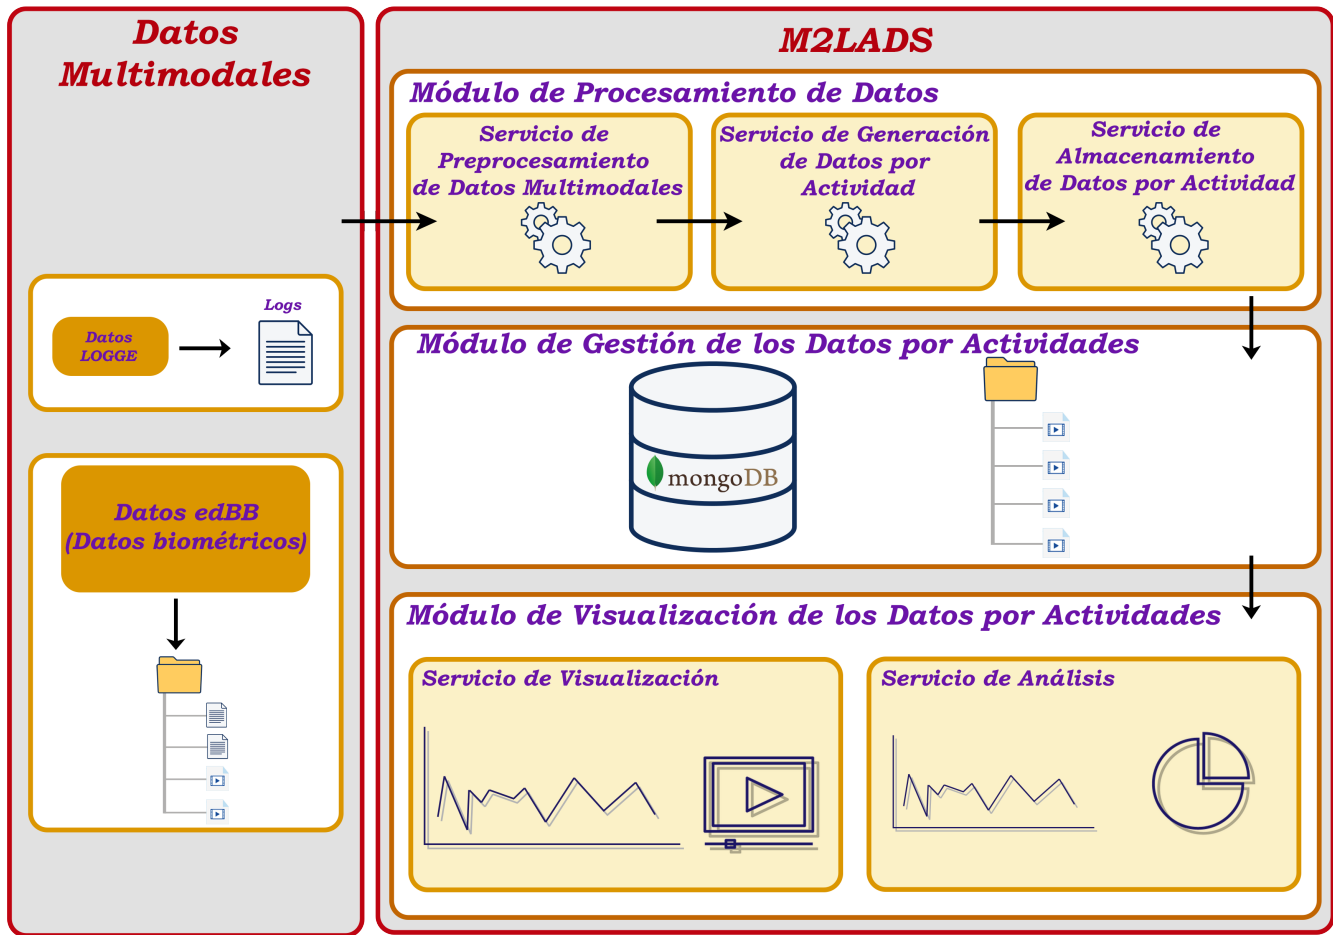 Datos
Multimodales
Logs
Datos
LOGGE
Datos edBB
(Datos biométricos)
M2LADS
Módulo de Procesamiento de Datos
Servicio de
Preprocesamiento
de Datos Multimodales
Servicio de Generación
de Datos por
Actividad
Servicio de
Almacenamiento
de Datos por Actividad
Módulo de Gestión de los Datos por Actividades
mongoDB
Módulo de Visualización de los Datos por Actividades
Servicio de Visualización
Servicio de Análisis